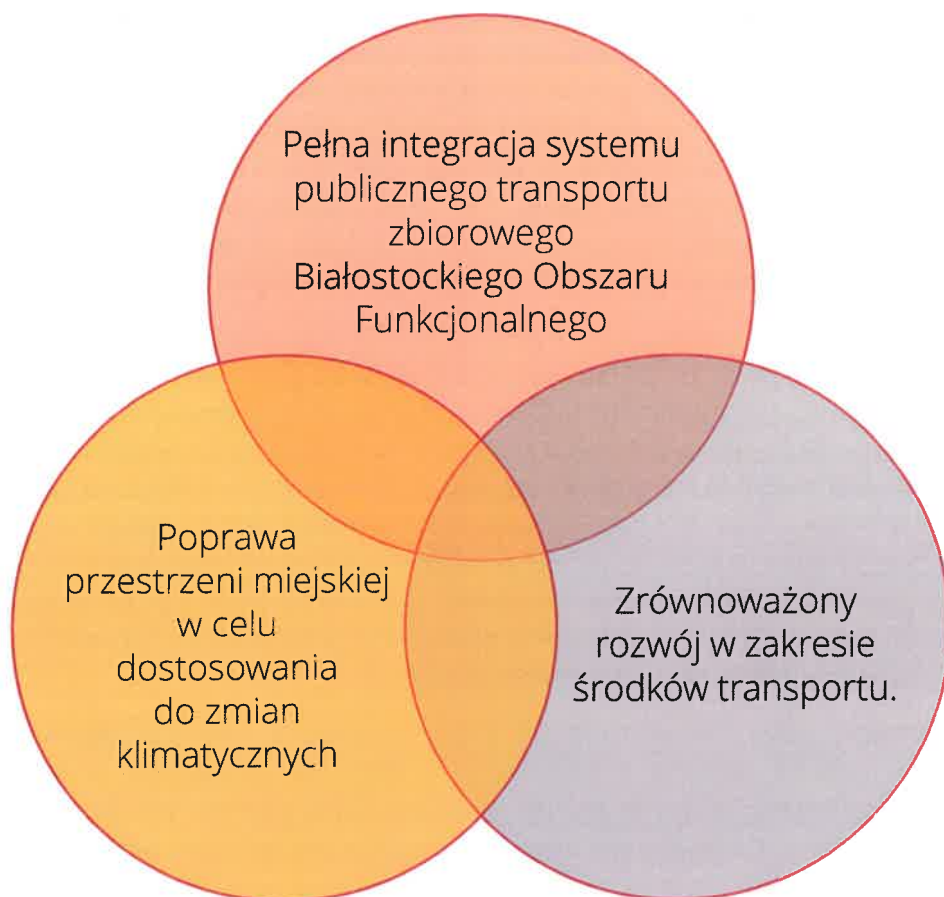 Pełna integracja systemu
publicznego transportu
zbiorowego
Białostockiego Obszaru
Funkcjonalnego
Poprawa
przestrzeni miejskiej
w celu
dostosowania
do zmian
klimatycznych
Zrównoważony
rozwój w zakresie
środków transportu.